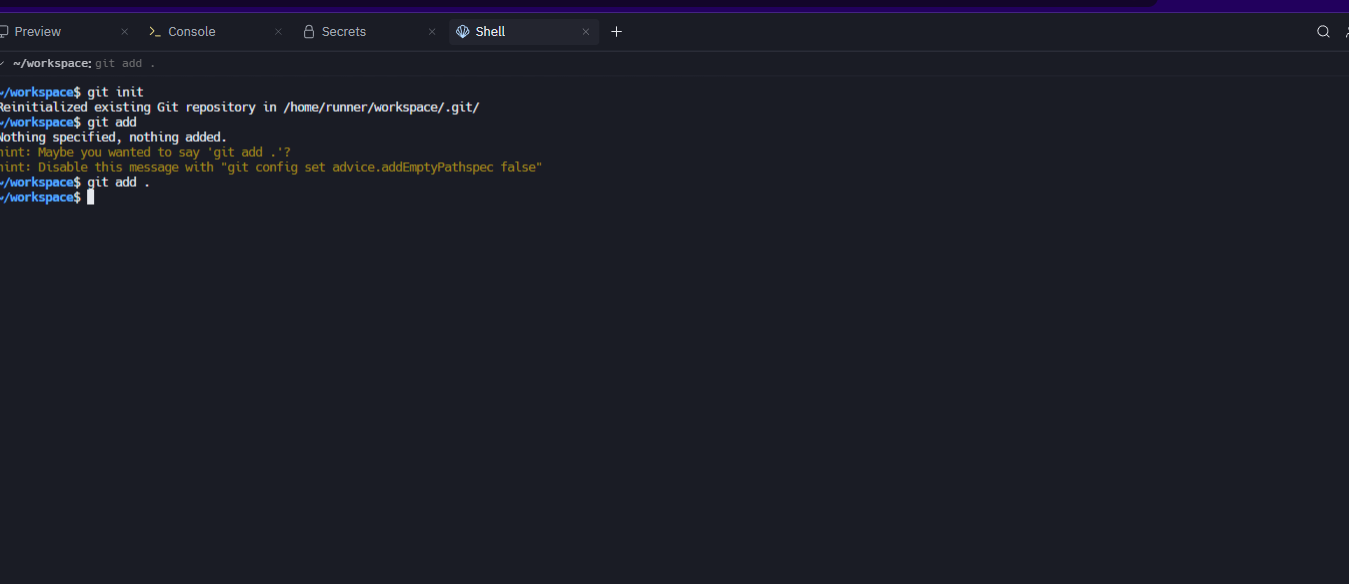 Preview
Console
Secrets
Shell
~/workspace: git add .
~/workspace$ git init
Reinitialized existing Git repository in /home/runner/workspace/.git/
~/workspace$ git add
Nothing specified, nothing added.
hint: Maybe you wanted to say 'git add .'?
hint: Disable this message with "git config set advice.addEmptyPathspec false"
~/workspace$ git add .
~/workspace$